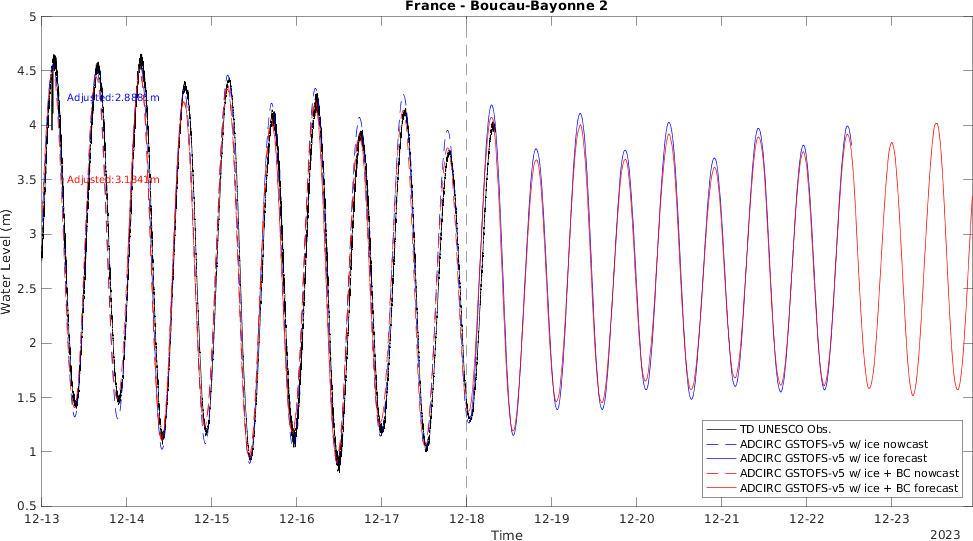 France - Boucau-Bayonne 2
5
4.5
4
3.5
3
2.5
2
1.5
1
0.5
Water Level (m)
Adjusted:2.8881m
Adjusted:3.1841m
TD UNESCO Obs.
ADCIRC GSTOFS-v5 w/ ice nowcast
ADCIRC GSTOFS-v5 w/ ice forecast
ADCIRC GSTOFS-v5 w/ ice + BC nowcast
ADCIRC GSTOFS-v5 w/ ice + BC forecast
12-13 12-14 12-15 12-16 12-17 12-18 12-19 12-20 12-21 12-22 12-23
Time
2023